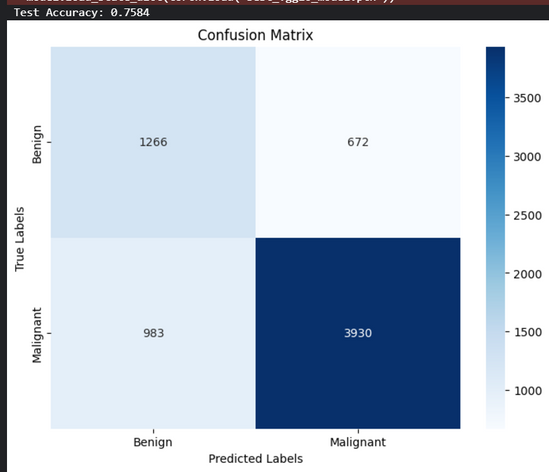 Test Accuracy: 0.7584
Confusion Matrix
True Labels
Benign
Malignant
1266 672
983 3930
Benign Malignant
Predicted Labels
3500
3000
2500
2000
1500
1000